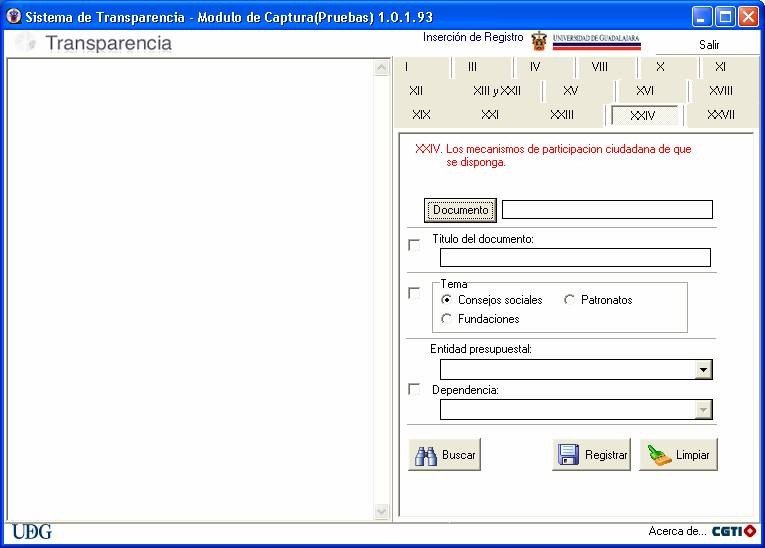 Sistema de Transparencia - Modulo de Captura(Pruebas) 1.0.1.93
Transparencia
Inserción de Registro
UNIVERSIDAD DE GUADALAJARA
Salir
I III IV VIII X XI
XII XIII y XXII XV XVI XVIII
XIX XXI XXIII XXIV XXVII
XXIV. Los mecanismos de participacion ciudadana de que
se disponga.
Documento
Titulo del documento:
Tema
Consejos sociales Patronatos
Fundaciones
Entidad presupuestal:
Dependencia:
Buscar Registrar Limpiar
UDG
Acerca de... CGTI